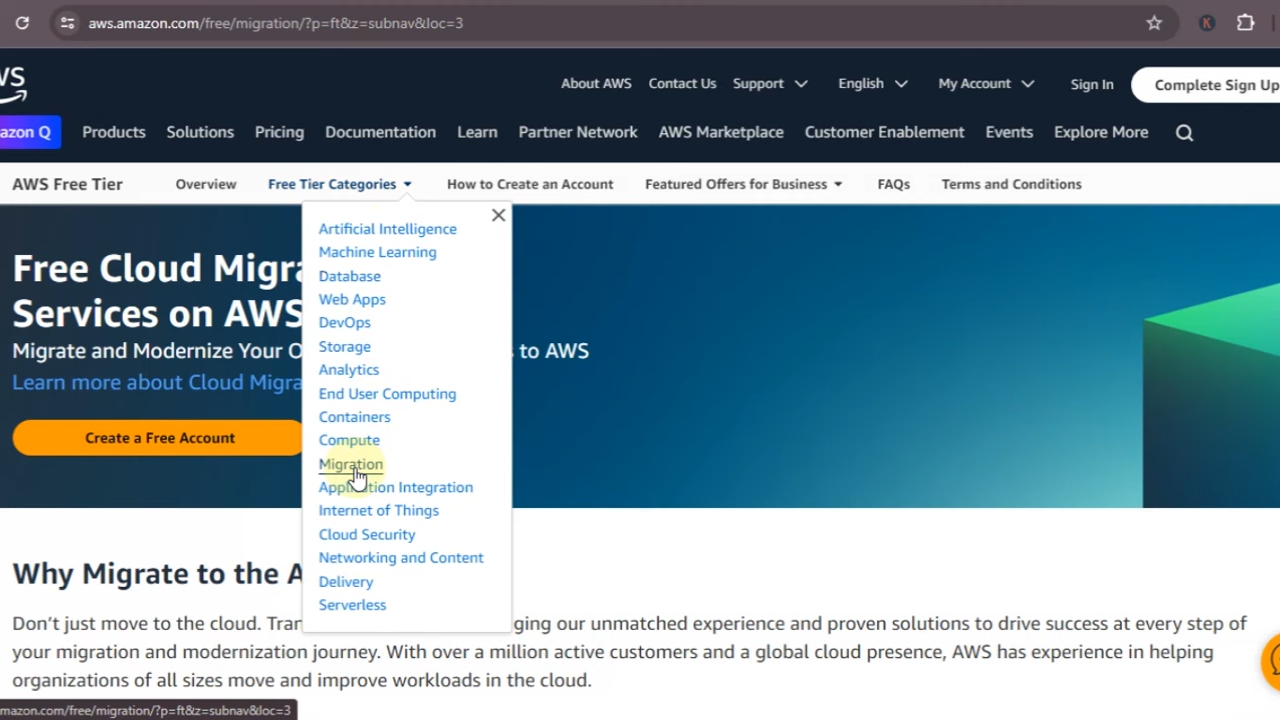 aws.amazon.com/free/migration/?p=ft&z=subnav&loc=3
About AWS Contact Us Support English My Account Sign In Complete Sign Up
azon Q Products Solutions Pricing Documentation Learn Partner Network AWS Marketplace Customer Enablement Events Explore More
AWS Free Tier Overview Free Tier Categories How to Create an Account Featured Offers for Business FAQs Terms and Conditions
Artificial Intelligence
Machine Learning
Database
Web Apps
DevOps
Storage
Analytics
End User Computing
Containers
Compute
Migration
Application Integration
Internet of Things
Cloud Security
Networking and Content
Delivery
Serverless
Free Cloud Migra
Services on AWS
Migrate and Modernize Your O s to AWS
Learn more about Cloud Migra
Create a Free Account
Why Migrate to the A
Don't just move to the cloud. Tran ging our unmatched experience and proven solutions to drive success at every step of
your migration and modernization journey. With over a million active customers and a global cloud presence, AWS has experience in helping
organizations of all sizes move and improve workloads in the cloud.
mazon.com/free/migration/?p=ft&z=subnav&loc=3